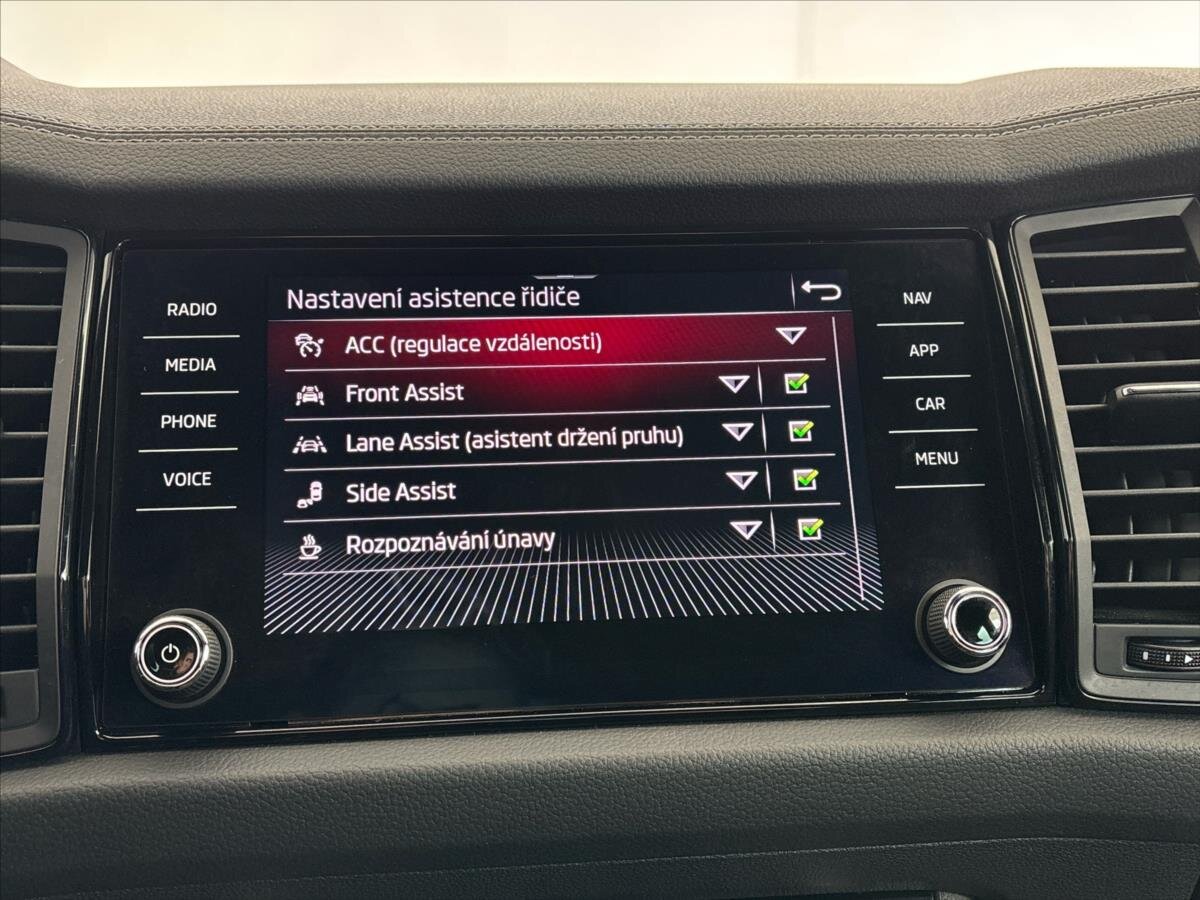 Nastavení asistence řidiče
ACC (regulace vzdálenosti)
Front Assist
Lane Assist (asistent držení pruhu)
Side Assist
Rozpoznávání únavy
RADIO
MEDIA
PHONE
VOICE
NAV
APP
CAR
MENU